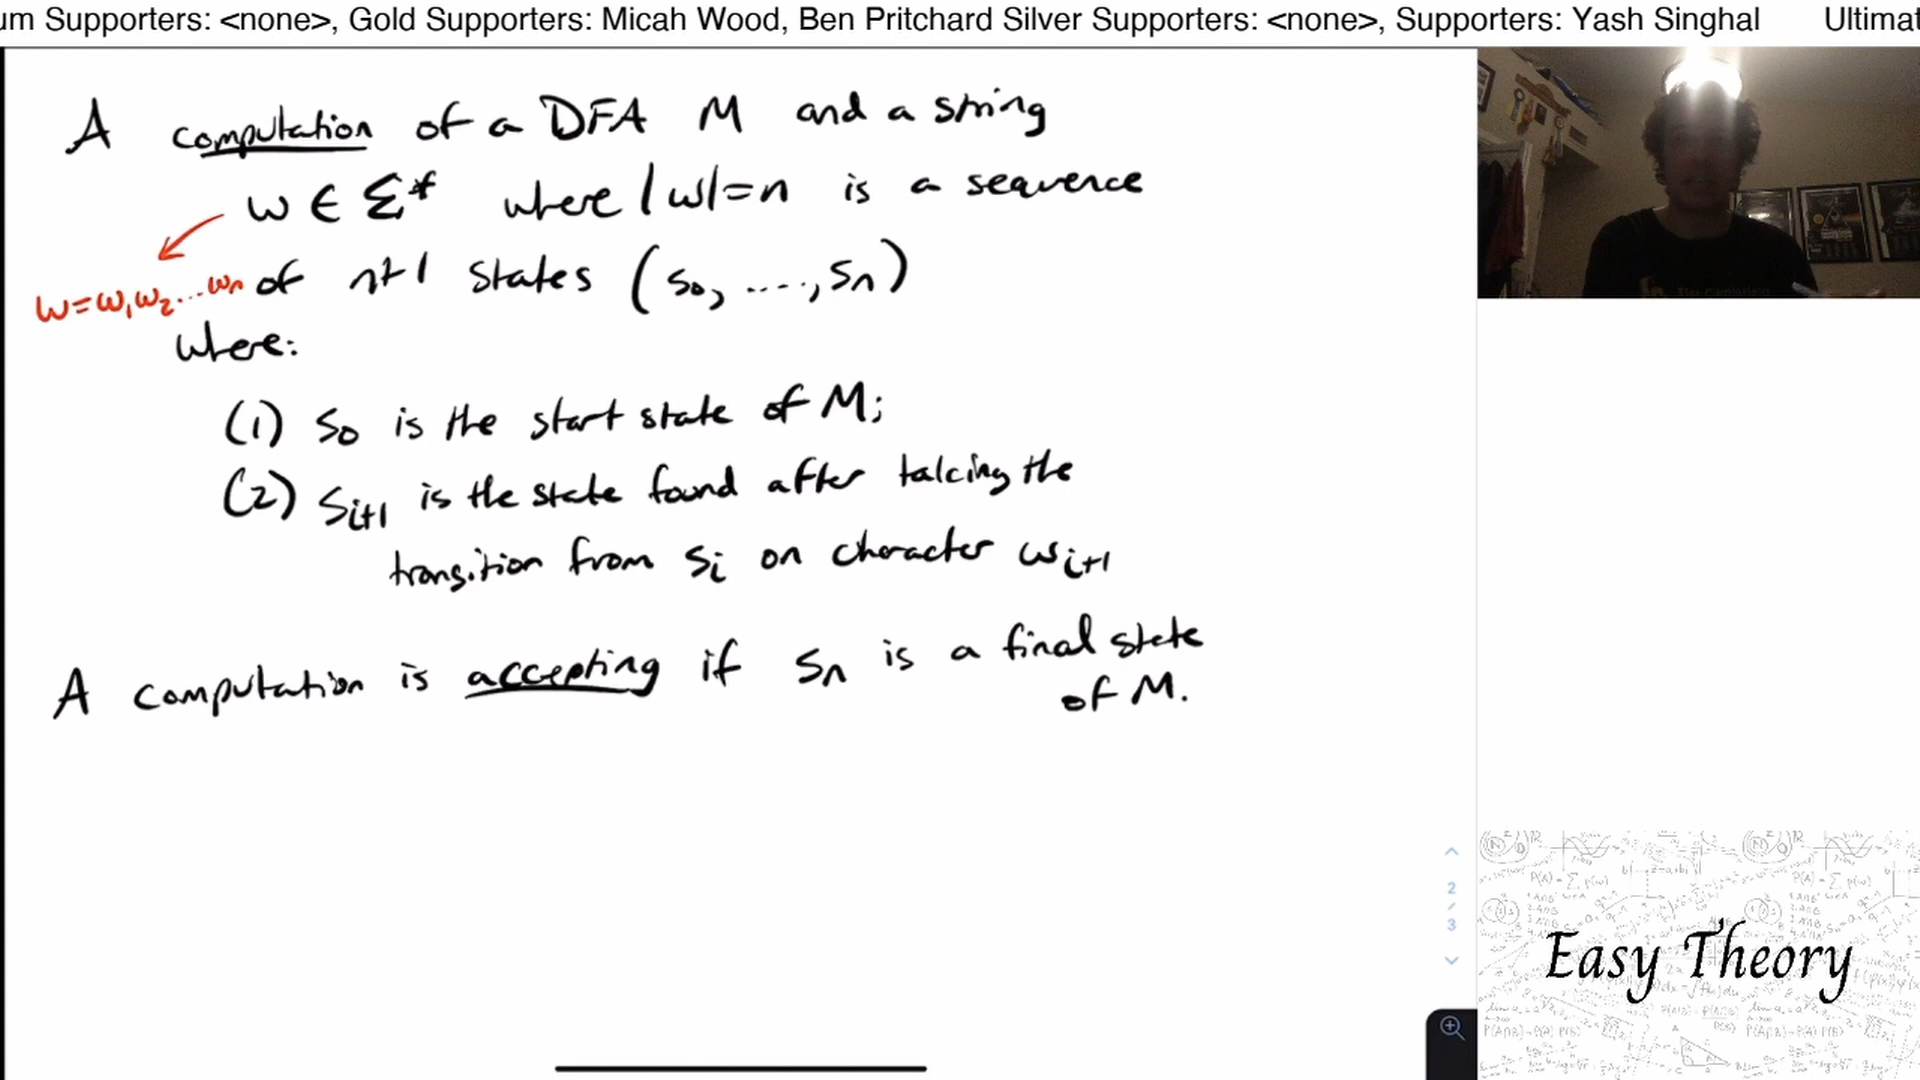 um Supporters: <none>, Gold Supporters: Micah Wood, Ben Pritchard Silver Supporters: <none>, Supporters: Yash Singhal Ultimat
A computation of a DFA M and a string
w ∈ Σ* where |w|=n is a sequence
w=w₁w₂...wₙ of n+1 states (s₀, ...., sₙ)
where:
(1) s₀ is the start state of M;
(2) sᵢ₊₁ is the state found after taking the
transition from sᵢ on character wᵢ₊₁
A computation is accepting if sₙ is a final state
of M.
2
3
Easy Theory